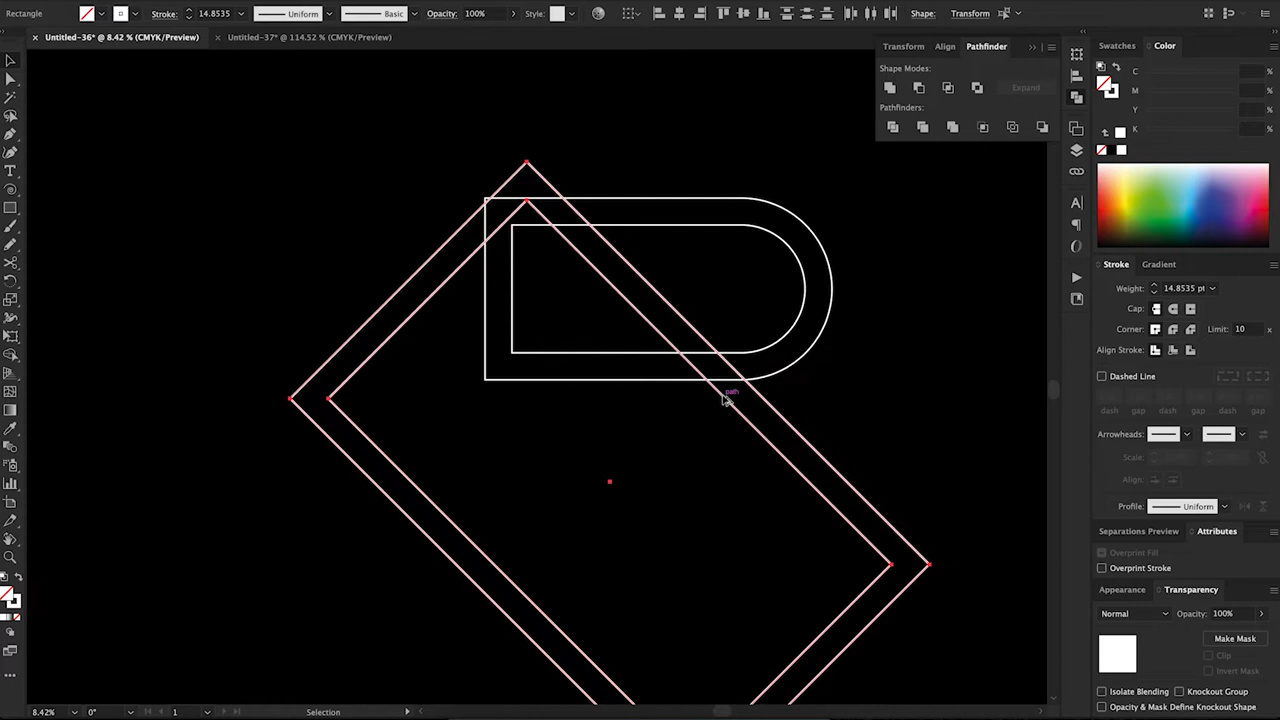 Rectangle Stroke: 14.8535 Uniform Basic Opacity: 100% Style: Shape: Transform
× Untitled-36* @ 8.42 % (CMYK/Preview) × Untitled-37* @ 114.52 % (CMYK/Preview)
Transform Align Pathfinder
Shape Modes:
Expand
Pathfinders:
Swatches Color
C %
M %
Y %
K %
path
Stroke Gradient
Weight: 14.8535 pt
Cap:
Corner: Limit: 10 x
Align Stroke:
Dashed Line
dash gap dash gap dash gap
Arrowheads:
Scale:
Align:
Profile: Uniform
Separations Preview Attributes
Overprint Fill
Overprint Stroke
Appearance Transparency
Normal Opacity: 100%
Make Mask
Clip
Invert Mask
Isolate Blending Knockout Group
Opacity & Mask Define Knockout Shape
8.42% 0° 1 Selection